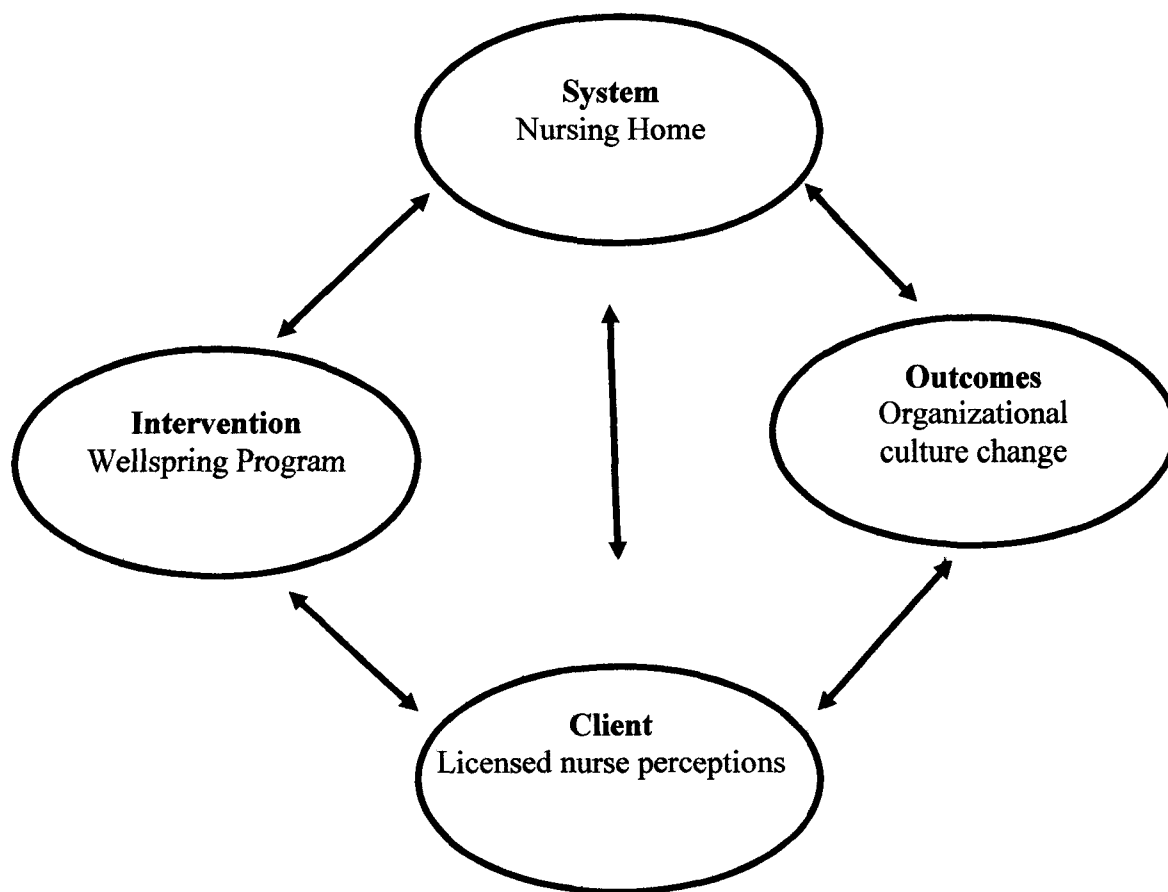 System
Nursing Home
Intervention
Wellspring Program
Outcomes
Organizational
culture change
Client
Licensed nurse perceptions